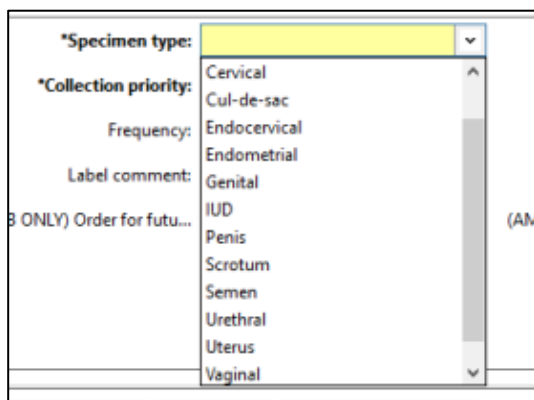 *Specimen type:
Cervical
*Collection priority:
Cul-de-sac
Frequency:
Endocervical
Endometrial
Label comment:
Genital
IUD
B ONLY) Order for futu...
(AM
Penis
Scrotum
Semen
Urethral
Uterus
Vaginal